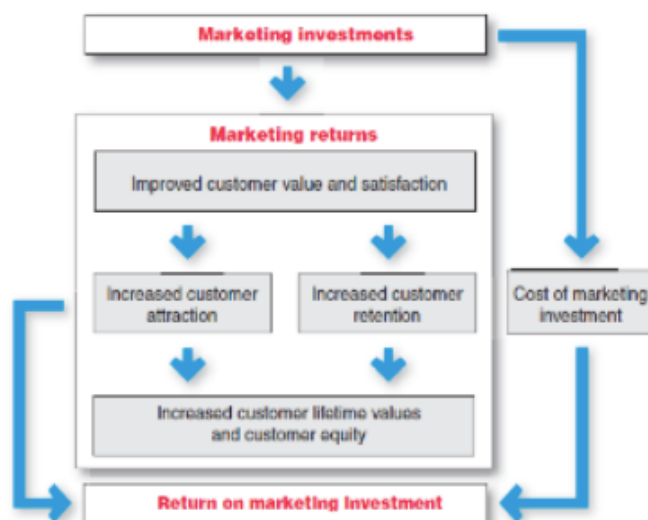 Marketing investments
Marketing returns
Improved customer value and satisfaction
Increased customer
attraction
Increased customer
retention
Cost of marketing
investment
Increased customer lifetime values
and customer equity
Return on marketing investment